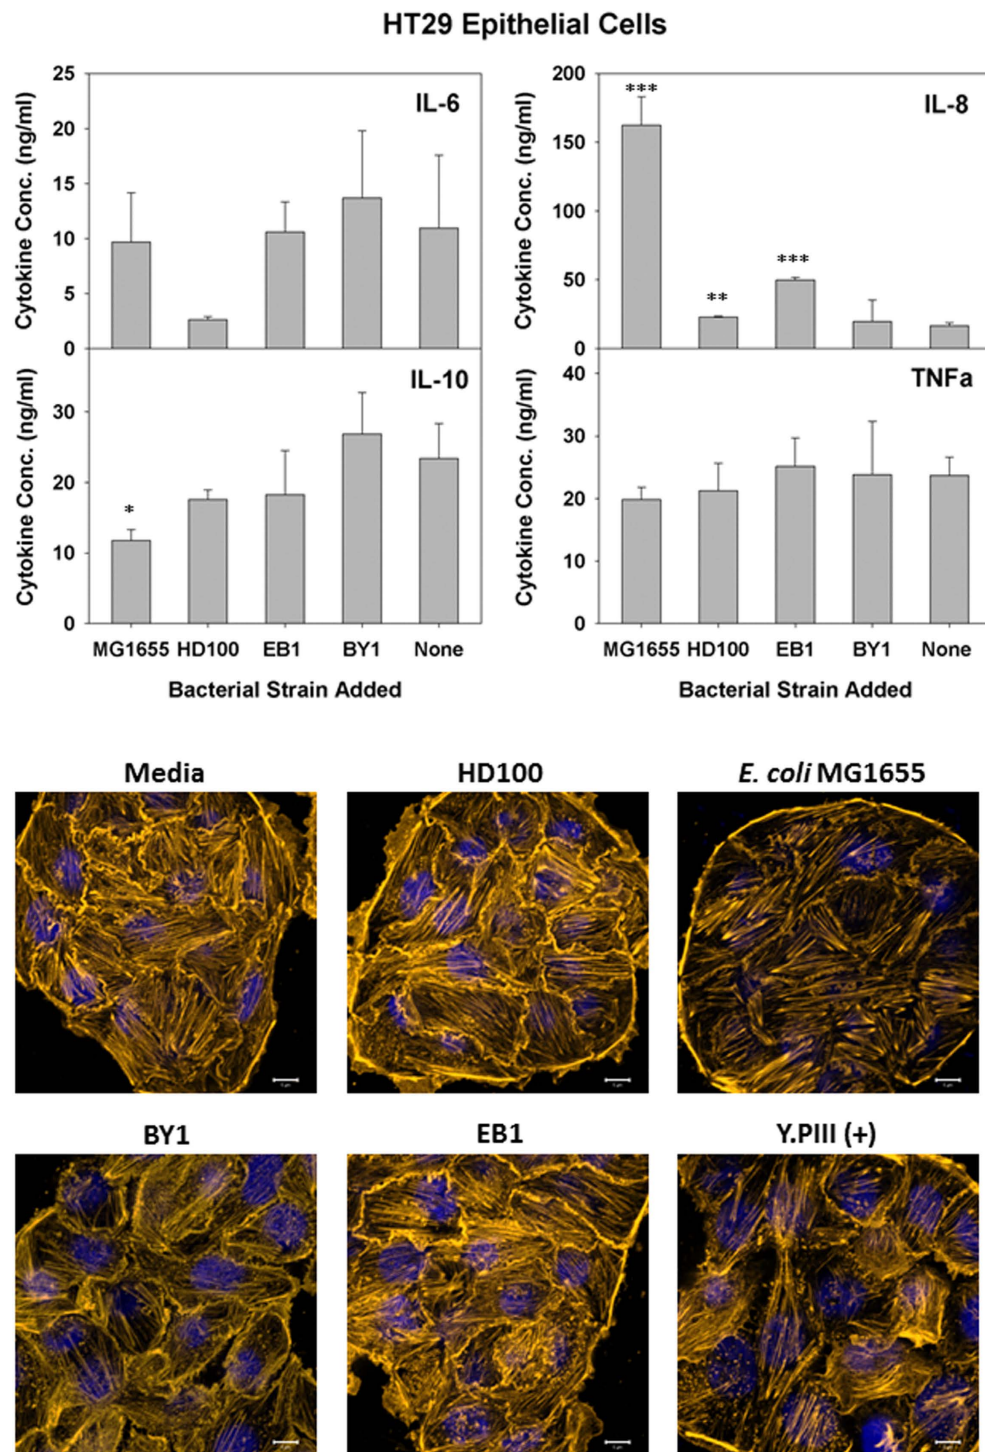 HT29 Epithelial Cells
Cytokine Conc. (ng/ml)
25
20
15
10
5
0
IL-6
Cytokine Conc. (ng/ml)
200
150
100
50
0
IL-8
***
**
***
Cytokine Conc. (ng/ml)
30
20
10
0
IL-10
*
MG1655 HD100 EB1 BY1 None
Bacterial Strain Added
Cytokine Conc. (ng/ml)
40
30
20
10
0
TNFa
MG1655 HD100 EB1 BY1 None
Bacterial Strain Added
Media
HD100
E. coli MG1655
BY1
EB1
Y.PIII (+)